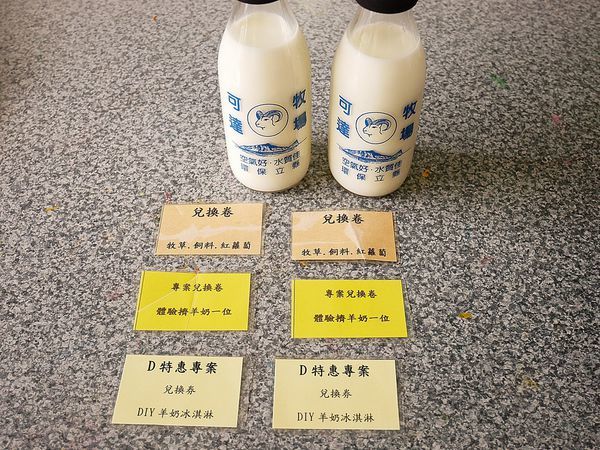 可達 牧場
空氣好·水質佳
環保立縣
可達 牧場
空氣好·水質佳
環保立縣
兌換卷
牧草.飼料.紅蘿蔔
兌換卷
牧草.飼料.紅蘿蔔
專案兌換卷
體驗擠羊奶一位
專案兌換卷
體驗擠羊奶一位
D特惠專案
兌換券
DIY羊奶冰淇淋
D特惠專案
兌換券
DIY羊奶冰淇淋